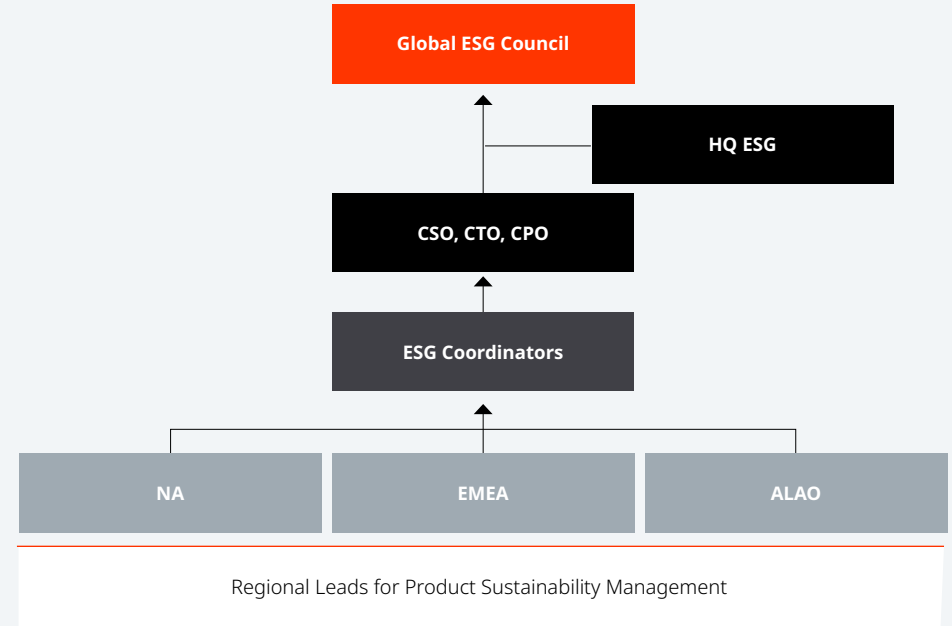 Global ESG Council
HQ ESG
CSO, CTO, CPO
ESG Coordinators
NA
EMEA
ALAO
Regional Leads for Product Sustainability Management